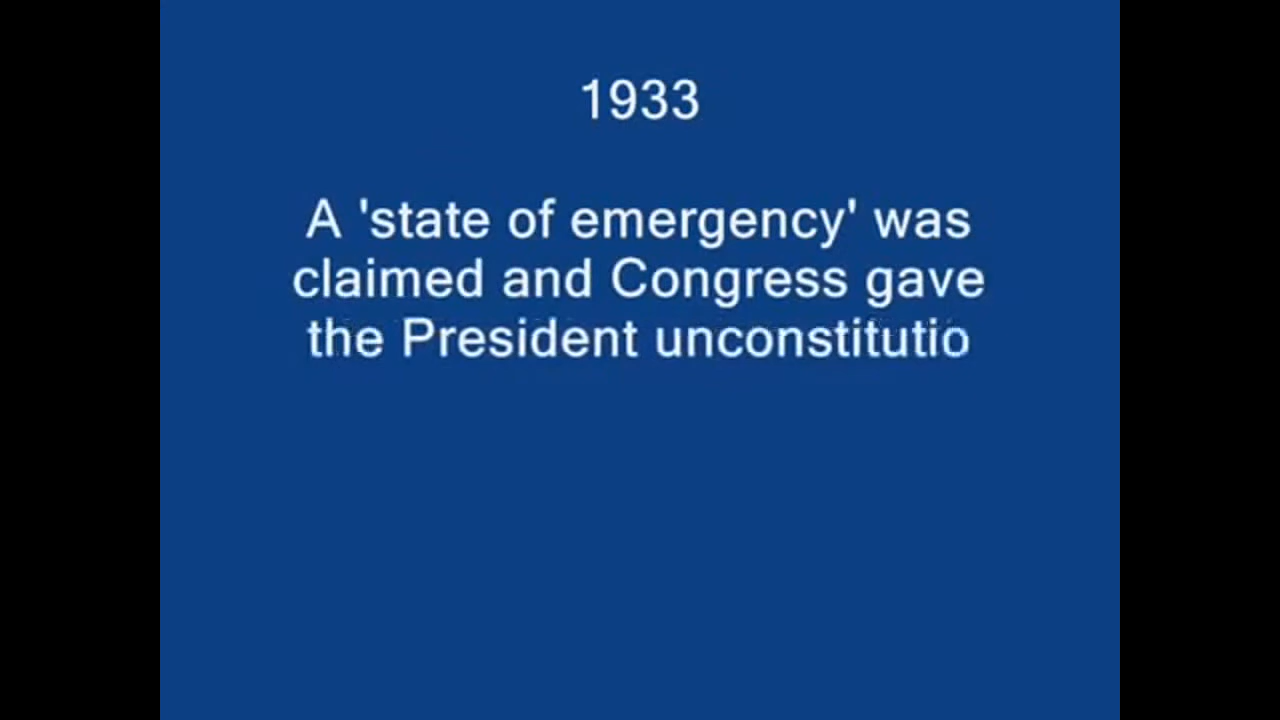 1933
A 'state of emergency' was
claimed and Congress gave
the President unconstitutio